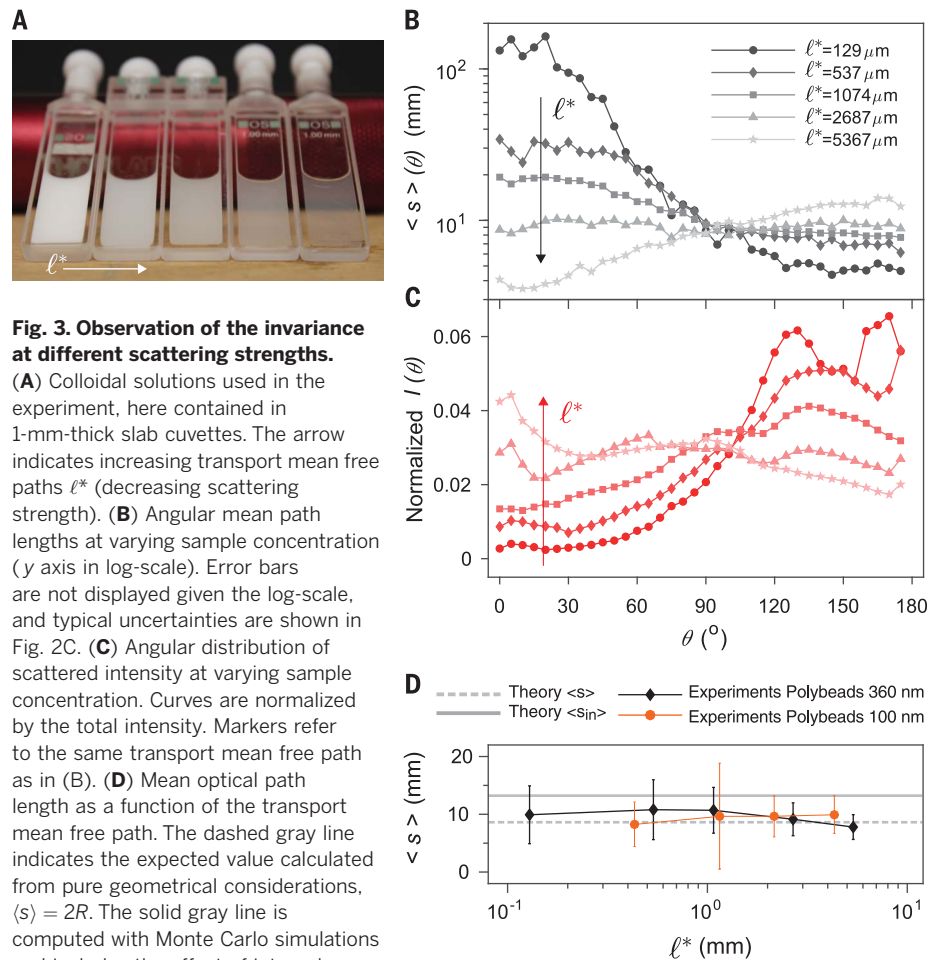 A
20
OS
1.00mm
OS
1.00mm
ℓ*
Fig. 3. Observation of the invariance
at different scattering strengths.
(A) Colloidal solutions used in the
experiment, here contained in
1-mm-thick slab cuvettes. The arrow
indicates increasing transport mean free
paths ℓ* (decreasing scattering
strength). (B) Angular mean path
lengths at varying sample concentration
(y axis in log-scale). Error bars
are not displayed given the log-scale,
and typical uncertainties are shown in
Fig. 2C. (C) Angular distribution of
scattered intensity at varying sample
concentration. Curves are normalized
by the total intensity. Markers refer
to the same transport mean free path
as in (B). (D) Mean optical path
length as a function of the transport
mean free path. The dashed gray line
indicates the expected value calculated
from pure geometrical considerations,
⟨s⟩ = 2R. The solid gray line is
computed with Monte Carlo simulations
B
< s > (θ) (mm)
10²
10¹
ℓ*
ℓ*=129 μm
ℓ*=537 μm
ℓ*=1074 μm
ℓ*=2687 μm
ℓ*=5367 μm
C
Normalized I (θ)
0.06
0.04
0.02
0
ℓ*
0 30 60 90 120 150 180
θ (°)
D
Theory <s>
Theory <s_in>
Experiments Polybeads 360 nm
Experiments Polybeads 100 nm
< s > (mm)
20
10
0
10⁻¹ 10⁰ 10¹
ℓ* (mm)